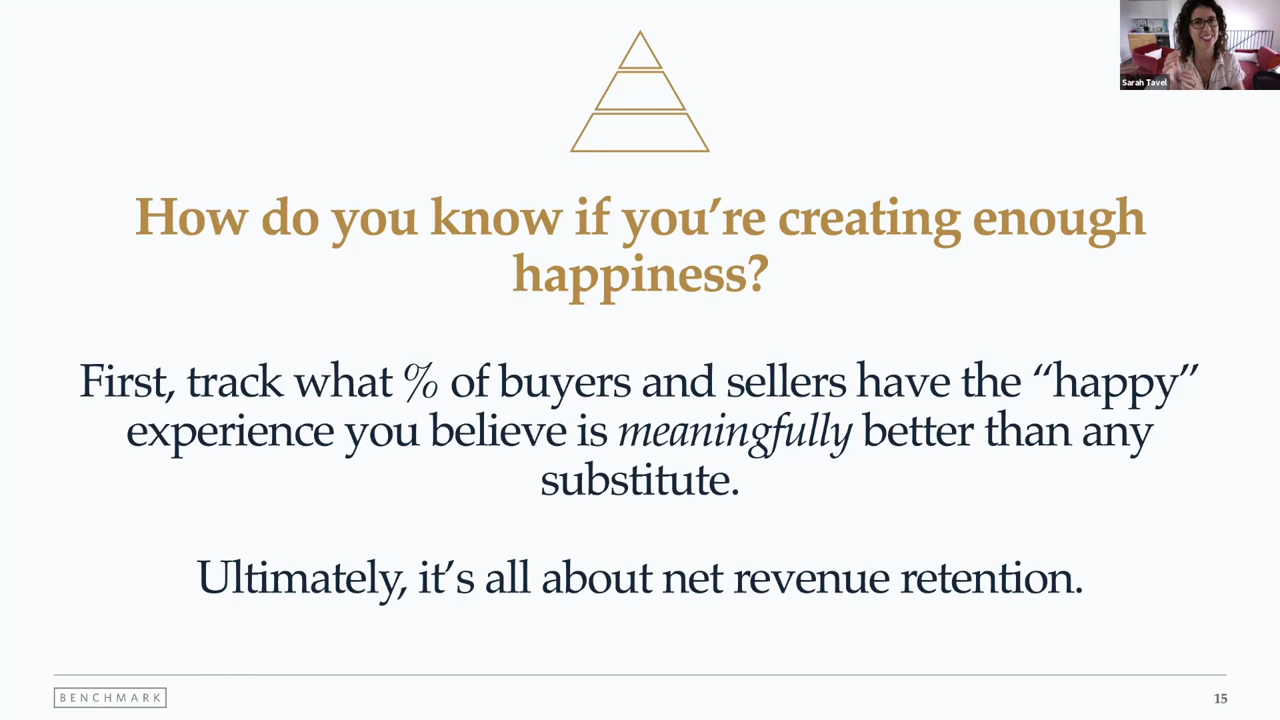 Sarah Tavel
How do you know if you’re creating enough
happiness?
First, track what % of buyers and sellers have the “happy”
experience you believe is meaningfully better than any
substitute.
Ultimately, it’s all about net revenue retention.
BENCHMARK
15